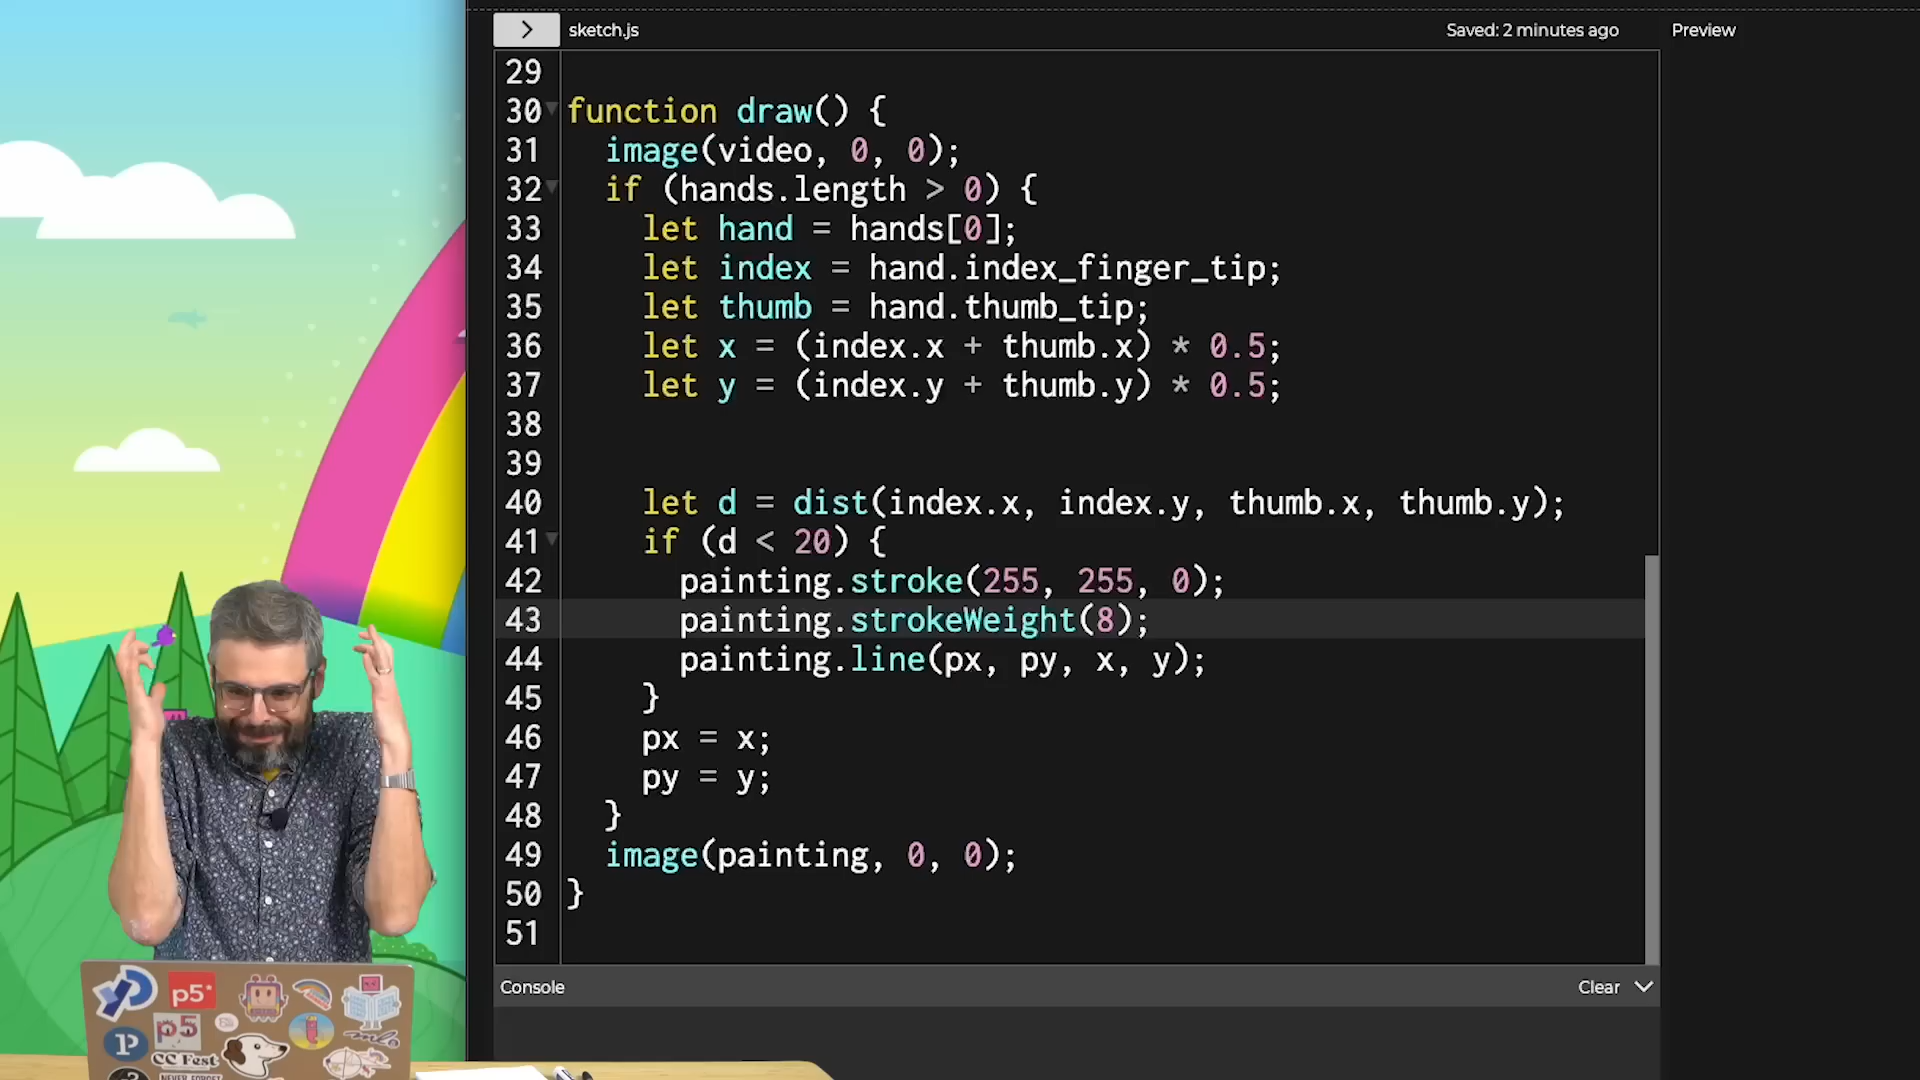 sketch.js
Saved: 2 minutes ago
Preview
29
30 function draw() {
31 image(video, 0, 0);
32 if (hands.length > 0) {
33 let hand = hands[0];
34 let index = hand.index_finger_tip;
35 let thumb = hand.thumb_tip;
36 let x = (index.x + thumb.x) * 0.5;
37 let y = (index.y + thumb.y) * 0.5;
38
39
40 let d = dist(index.x, index.y, thumb.x, thumb.y);
41 if (d < 20) {
42 painting.stroke(255, 255, 0);
43 painting.strokeWeight(8);
44 painting.line(px, py, x, y);
45 }
46 px = x;
47 py = y;
48 }
49 image(painting, 0, 0);
50 }
51
Console
Clear
p5*
p5
CC Fest
NEVER FORGET